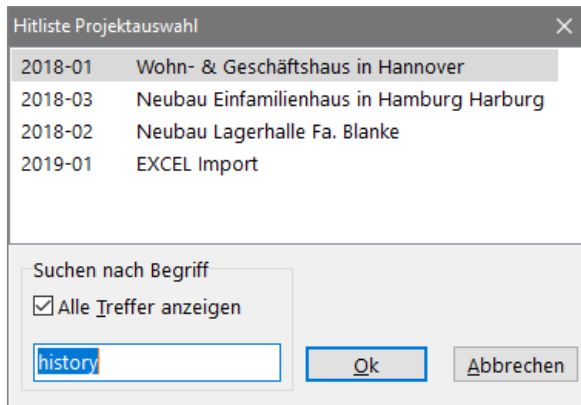 Hitliste Projektauswahl
2018-01 Wohn- & Geschäftshaus in Hannover
2018-03 Neubau Einfamilienhaus in Hamburg Harburg
2018-02 Neubau Lagerhalle Fa. Blanke
2019-01 EXCEL Import
Suchen nach Begriff
Alle Treffer anzeigen
history
Ok
Abbrechen